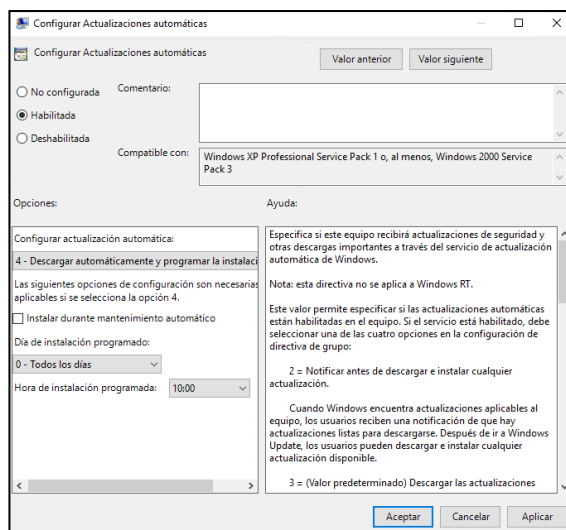 Configurar Actualizaciones automáticas
Configurar Actualizaciones automáticas
Valor anterior
Valor siguiente
No configurada
Comentario:
Habilitada
Deshabilitada
Compatible con:
Windows XP Professional Service Pack 1 o, al menos, Windows 2000 Service
Pack 3
Opciones:
Ayuda:
Configurar actualización automática:
4 - Descargar automáticamente y programar la instalaci
Las siguientes opciones de configuración son necesarias
aplicables si se selecciona la opción 4.
Instalar durante mantenimiento automático
Día de instalación programado:
0 - Todos los días
Hora de instalación programada:
10:00
Especifica si este equipo recibirá actualizaciones de seguridad y
otras descargas importantes a través del servicio de actualización
automática de Windows.
Nota: esta directiva no se aplica a Windows RT.
Este valor permite especificar si las actualizaciones automáticas
están habilitadas en el equipo. Si el servicio está habilitado, debe
seleccionar una de las cuatro opciones en la configuración de
directiva de grupo:
2 = Notificar antes de descargar e instalar cualquier
actualización.
Cuando Windows encuentra actualizaciones aplicables al
equipo, los usuarios reciben una notificación de que hay
actualizaciones listas para descargarse. Después de ir a Windows
Update, los usuarios pueden descargar e instalar cualquier
actualización disponible.
3 = (Valor predeterminado) Descargar las actualizaciones
Aceptar
Cancelar
Aplicar